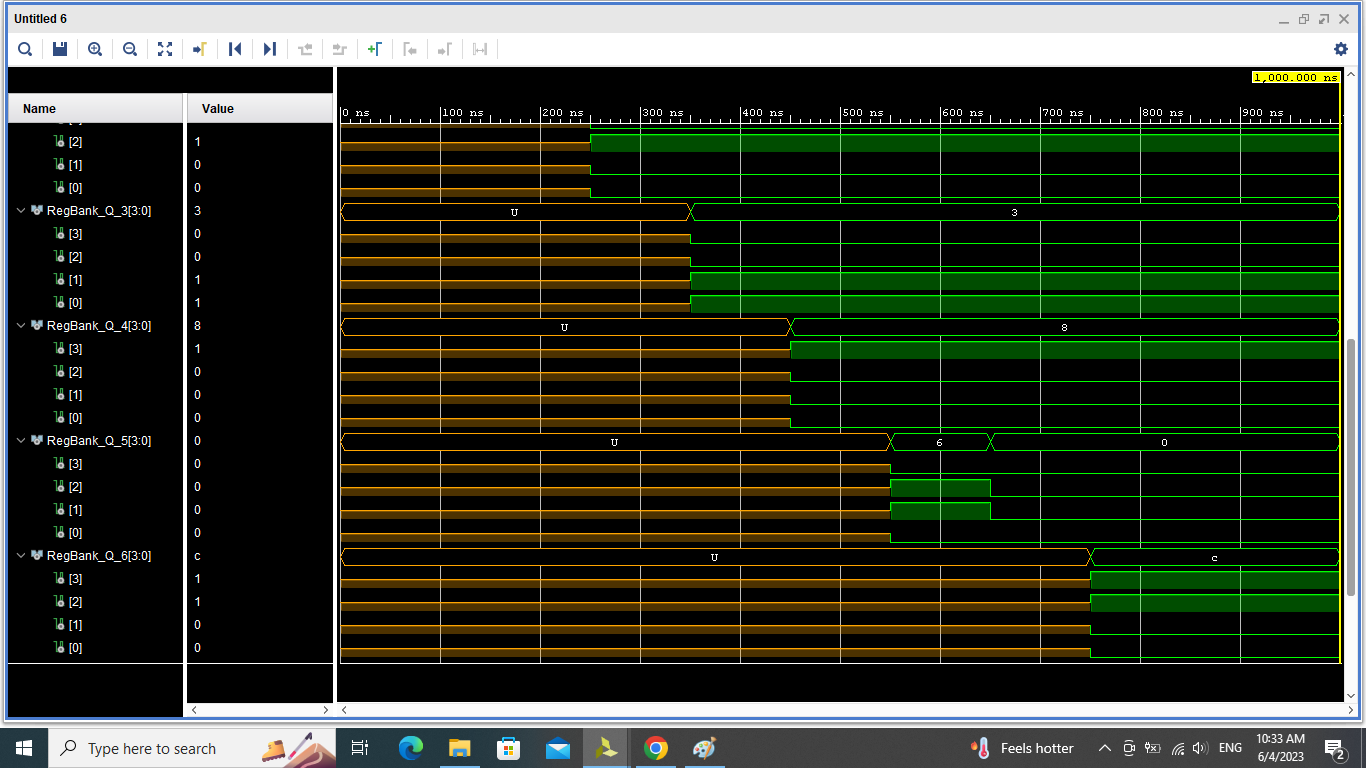 Untitled 6
1,000.000 ns
Name Value
0 ns 100 ns 200 ns 300 ns 400 ns 500 ns 600 ns 700 ns 800 ns 900 ns
[2] 1
[1] 0
[0] 0
RegBank_Q_3[3:0] 3 U 3
[3] 0
[2] 0
[1] 1
[0] 1
RegBank_Q_4[3:0] 8 U 8
[3] 1
[2] 0
[1] 0
[0] 0
RegBank_Q_5[3:0] 0 U 6 0
[3] 0
[2] 0
[1] 0
[0] 0
RegBank_Q_6[3:0] c U c
[3] 1
[2] 1
[1] 0
[0] 0
Type here to search
Feels hotter
ENG
10:33 AM
6/4/2023
2